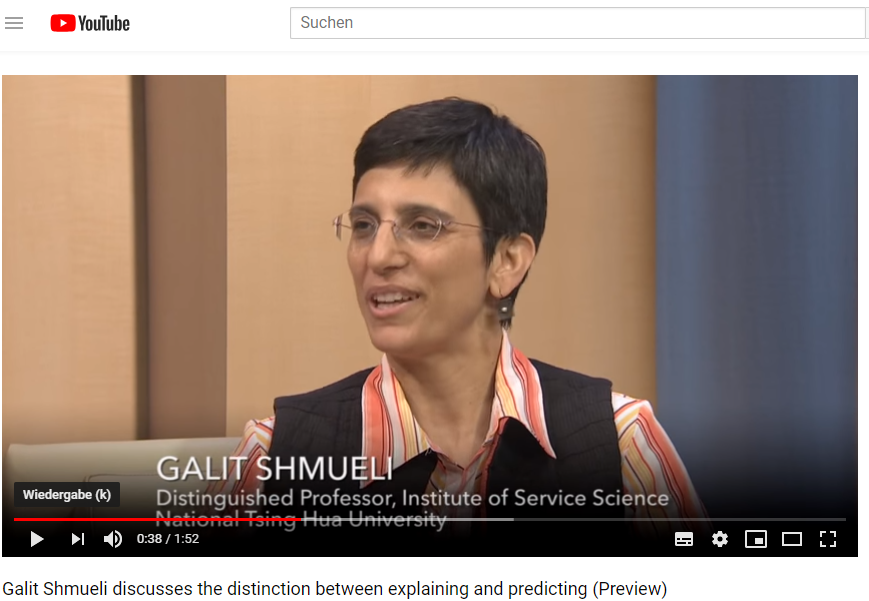 YouTube
Suchen
GALIT SHMUELI
Distinguished Professor, Institute of Service Science
Wiedergabe (k)
National Tsing Hua University
0:38 / 1:52
Galit Shmueli discusses the distinction between explaining and predicting (Preview)